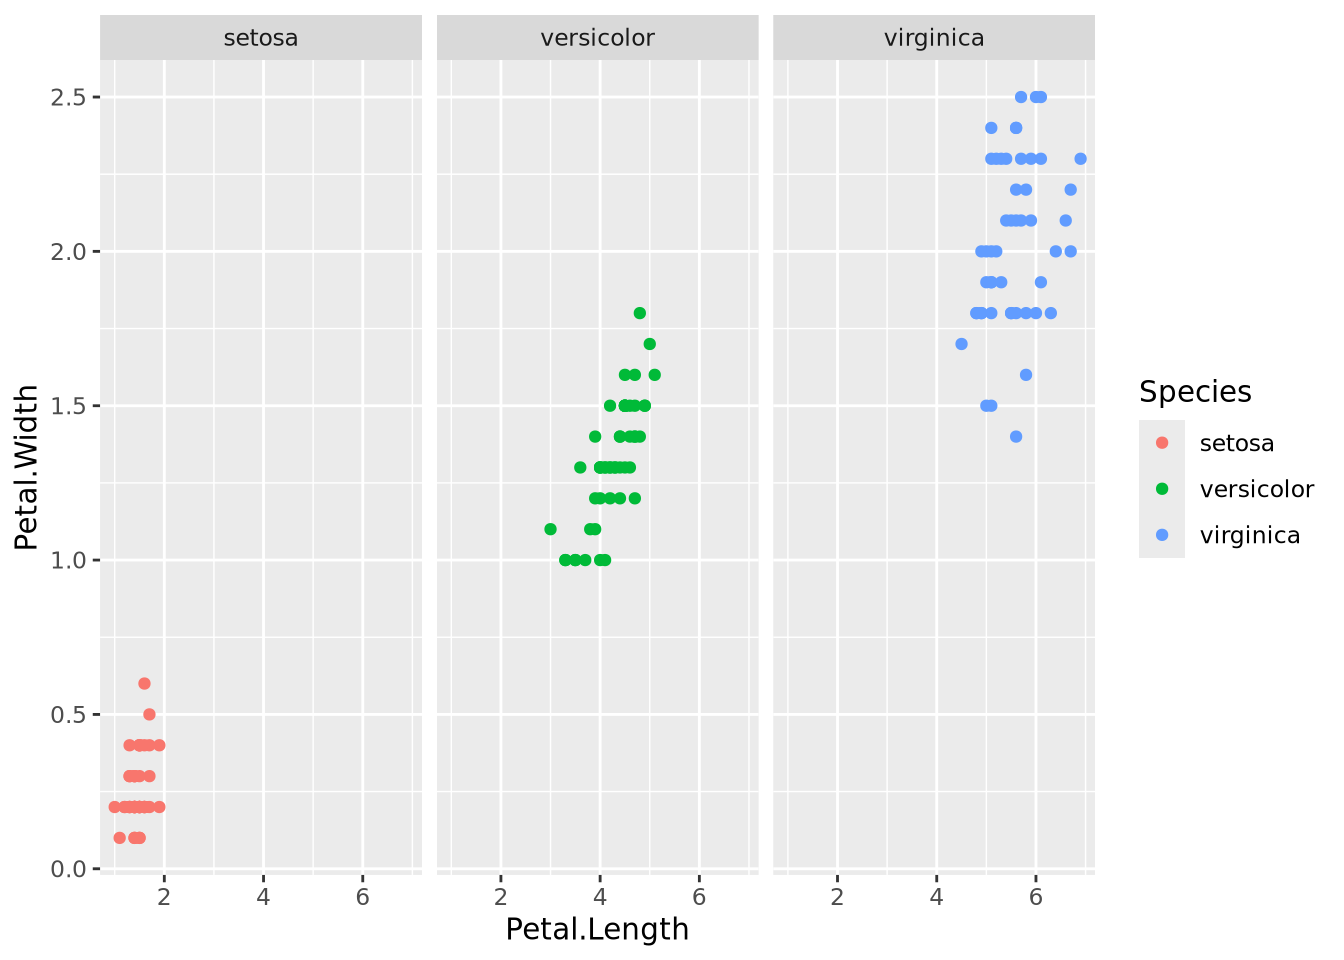 setosa versicolor virginica
2.5
2.0
1.5
1.0
0.5
0.0
Petal.Width
2 4 6 2 4 6 2 4 6
Petal.Length
Species
setosa
versicolor
virginica